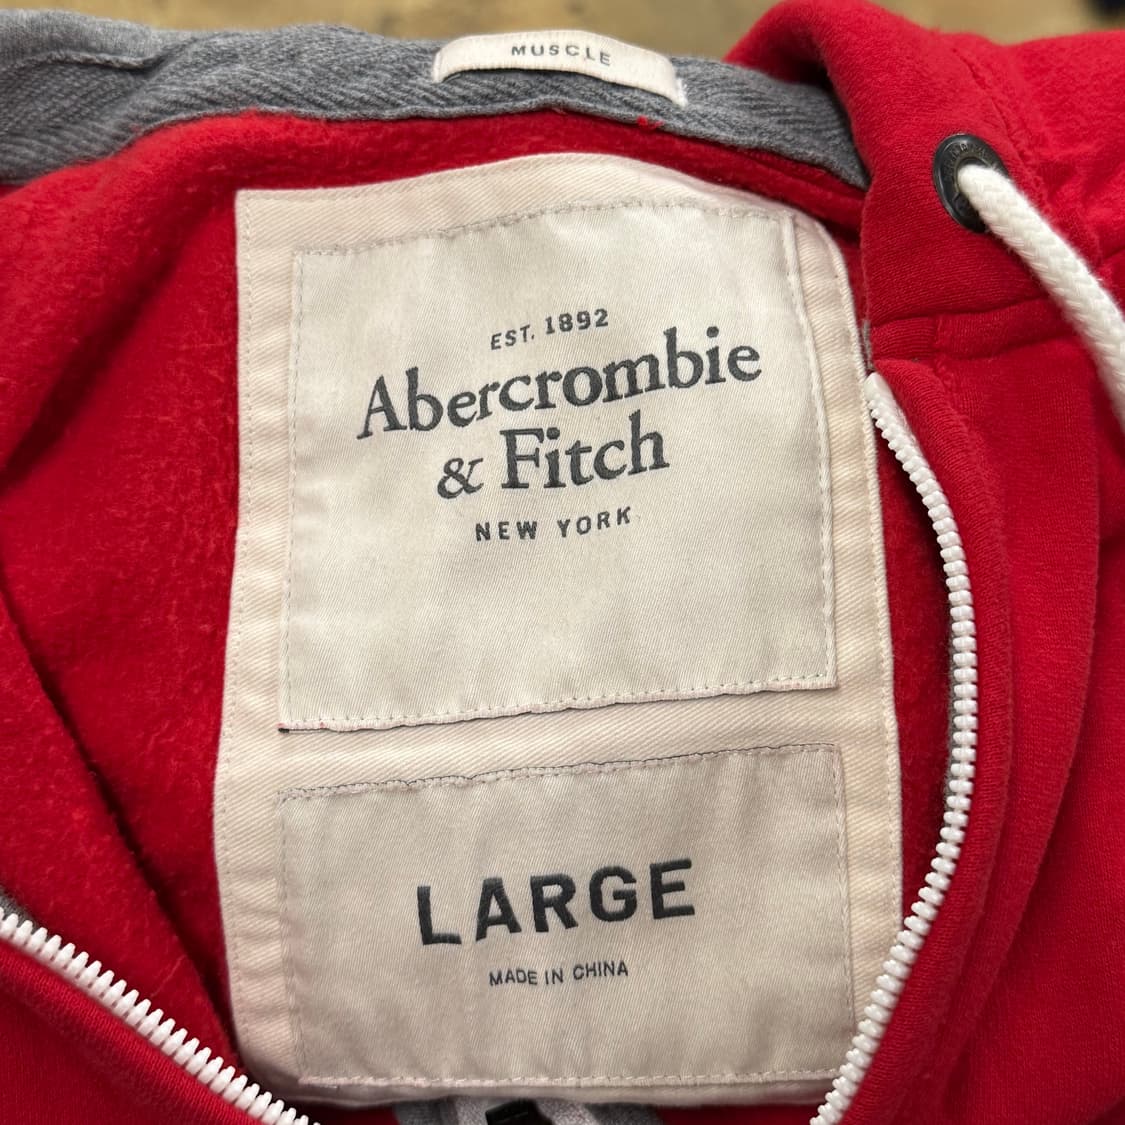 MUSCLE
EST. 1892
Abercrombie
& Fitch
NEW YORK
LARGE
MADE IN CHINA